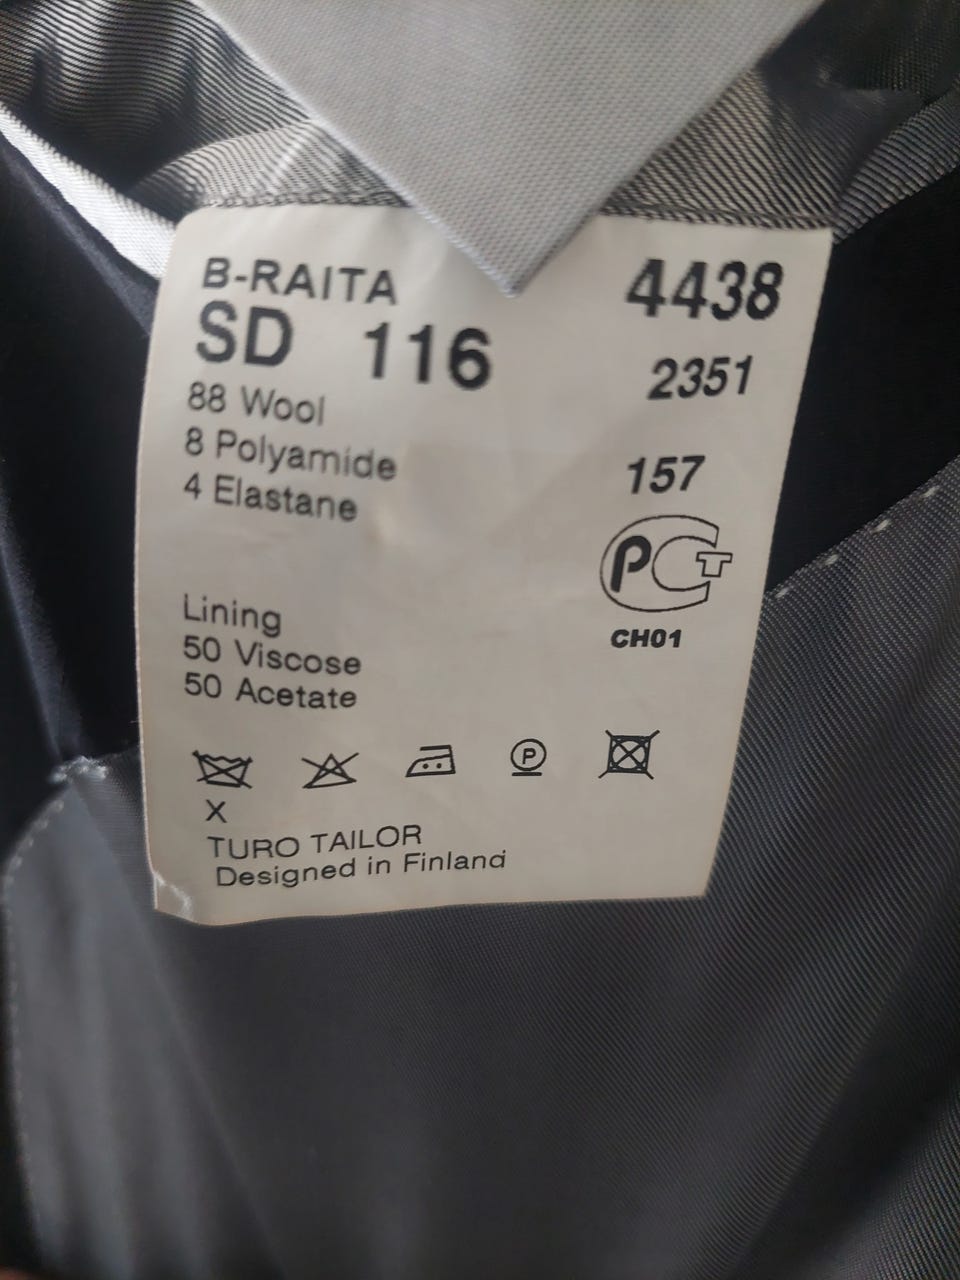 B-RAITA 4438
SD 116
2351
88 Wool
8 Polyamide
4 Elastane
157
РСТ
CH01
Lining
50 Viscose
50 Acetate
P
X
TURO TAILOR
Designed in Finland